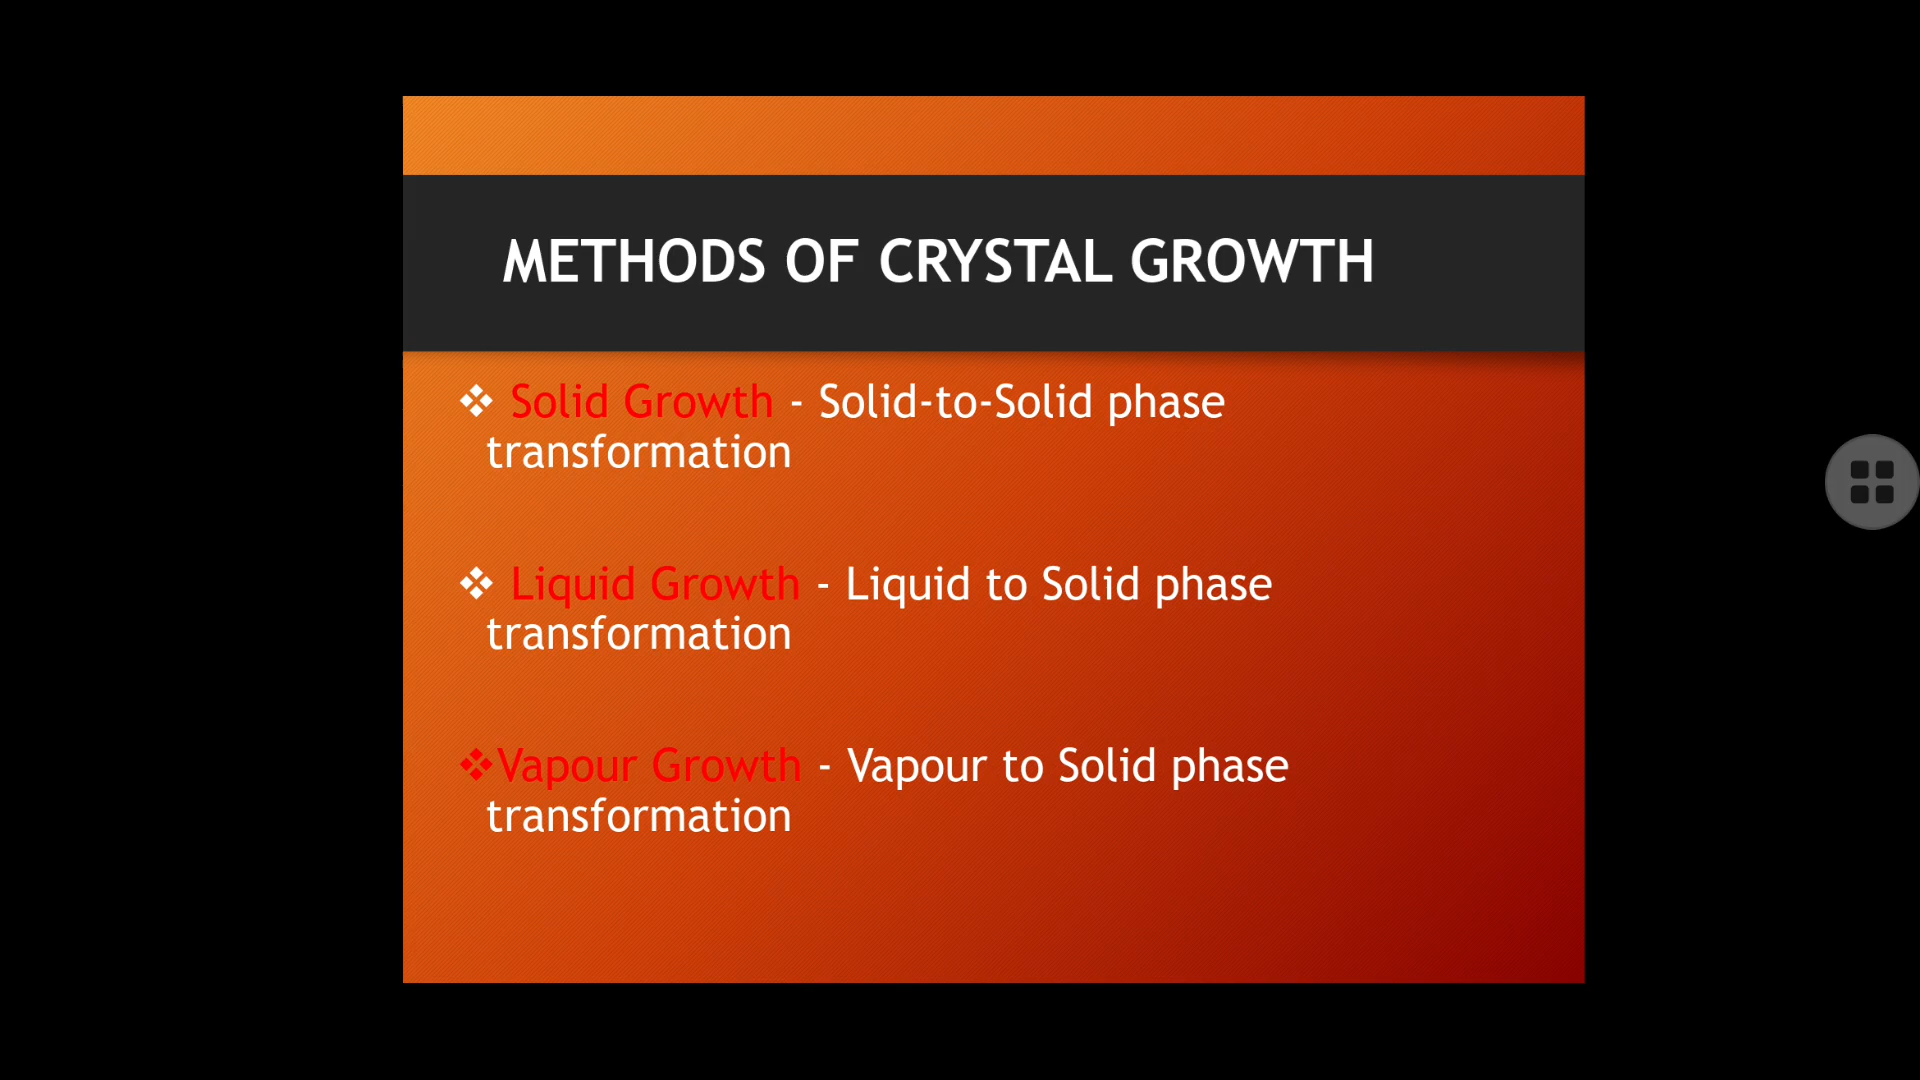 METHODS OF CRYSTAL GROWTH
❖ Solid Growth - Solid-to-Solid phase
transformation
❖ Liquid Growth - Liquid to Solid phase
transformation
❖Vapour Growth - Vapour to Solid phase
transformation